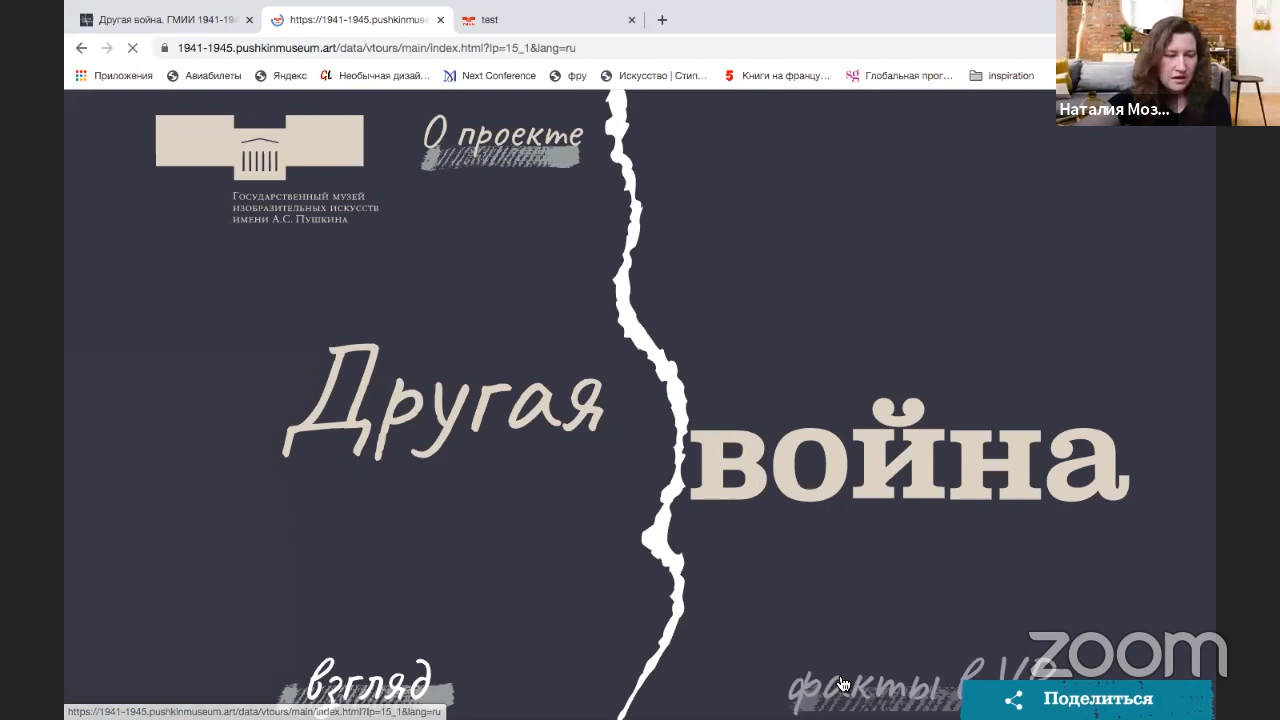 Другая война. ГМИИ 1941-19
https://1941-1945.pushkinmuse
test
1941-1945.pushkinmuseum.art/data/vtours/main/index.html?lp=15_1&lang=ru
Приложения
Авиабилеты
Яндекс
Необычная дизай...
Next Conference
фру
Искусство | Стип...
Книги на францу...
Глобальная прог...
inspiration
Наталия Моз...
О проекте
Государственный музей
изобразительных искусств
имени А.С. Пушкина
Другая
война
взгляд
факты в VR
zoom
Поделиться
https://1941-1945.pushkinmuseum.art/data/vtours/main/index.html?lp=15_1&lang=ru